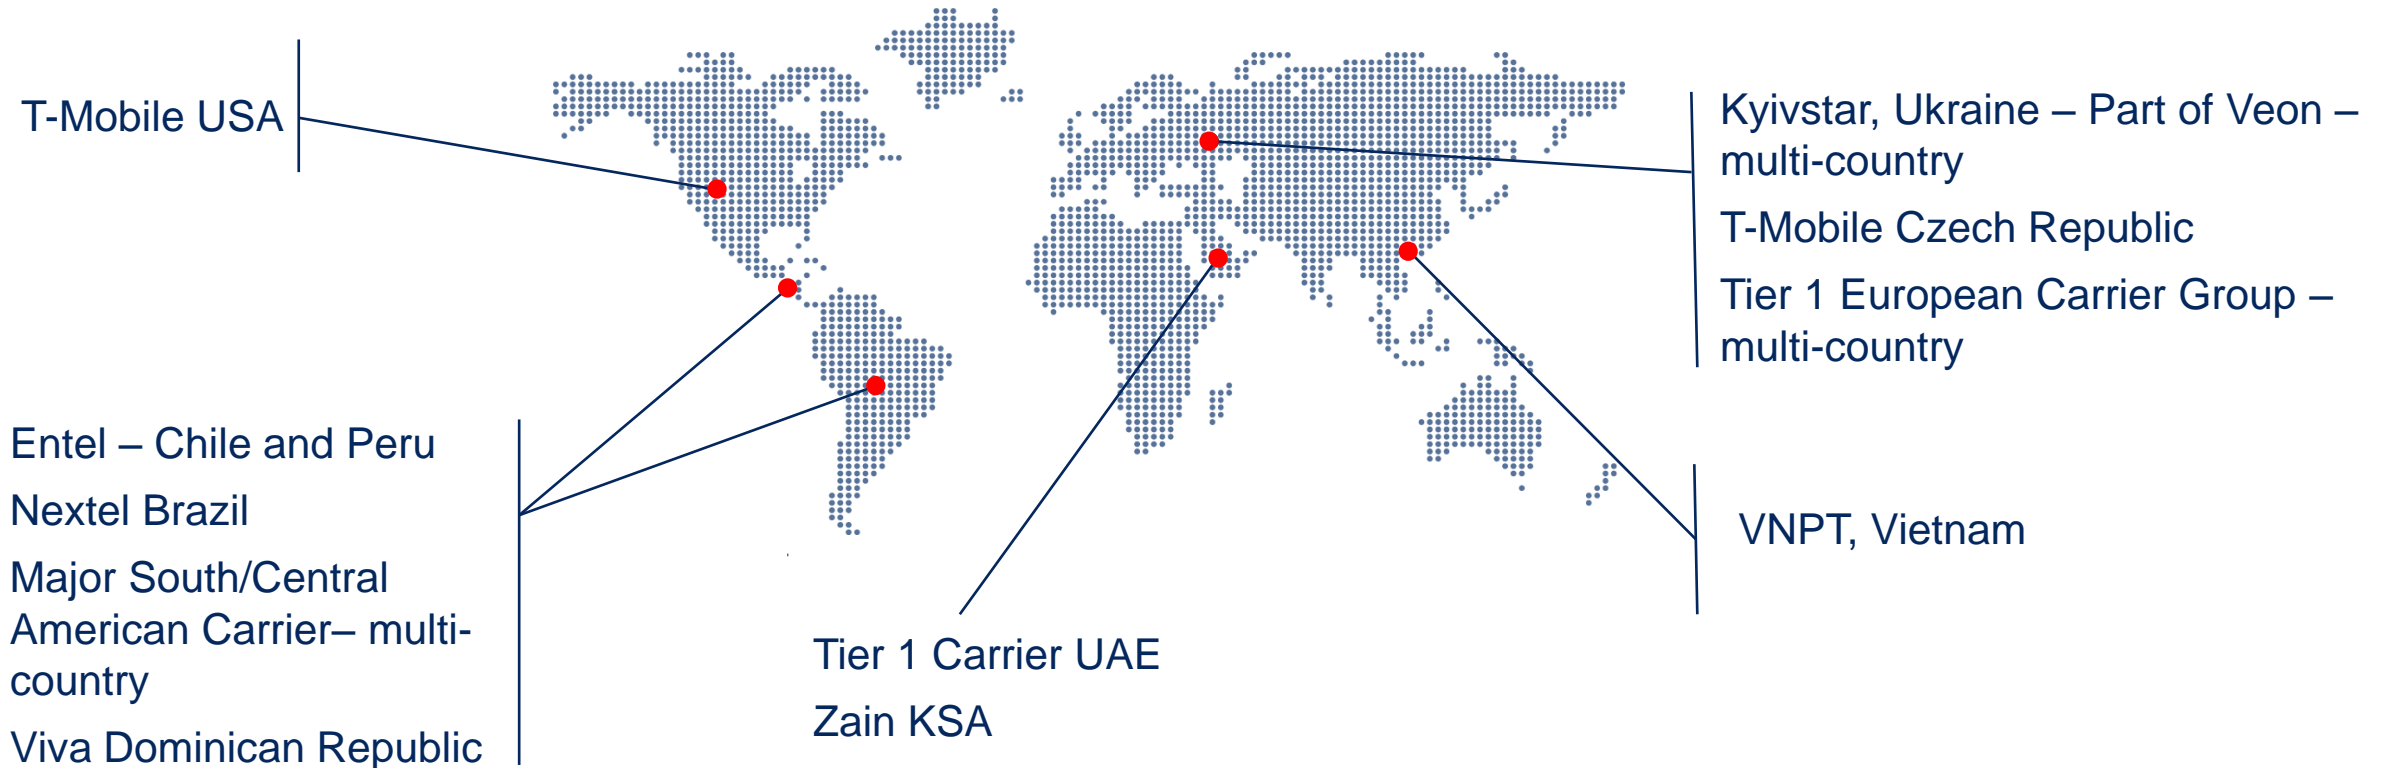 T-Mobile USA
Kyivstar, Ukraine – Part of Veon –
multi-country
T-Mobile Czech Republic
Tier 1 European Carrier Group –
multi-country
Entel – Chile and Peru
Nextel Brazil
Major South/Central
American Carrier– multi-
country
Viva Dominican Republic
Tier 1 Carrier UAE
Zain KSA
VNPT, Vietnam